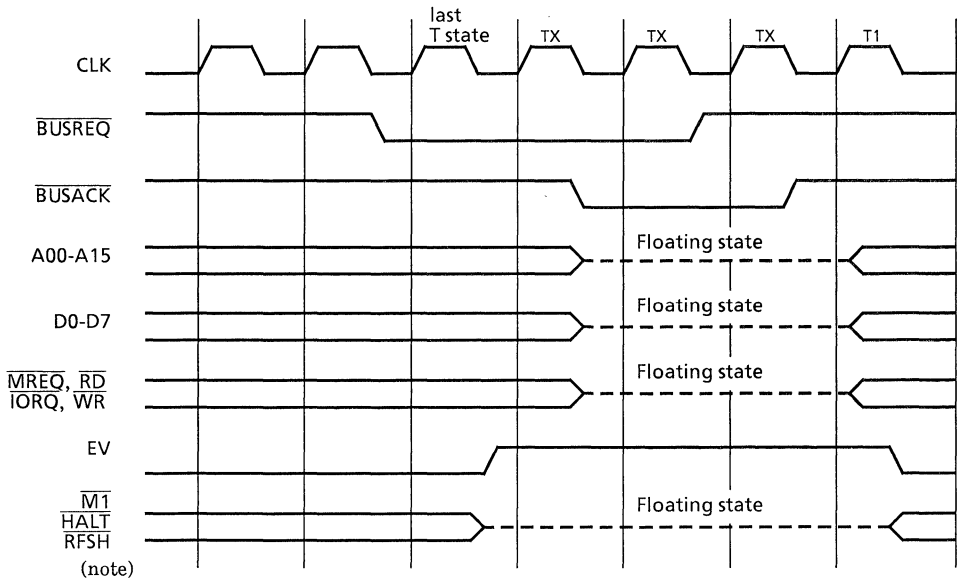 last
T state
TX
TX
TX
T1
CLK
BUSREQ
BUSACK
A00-A15
Floating state
D0-D7
Floating state
MREQ, RD
IORQ, WR
Floating state
EV
M1
HALT
RFSH
Floating state
(note)